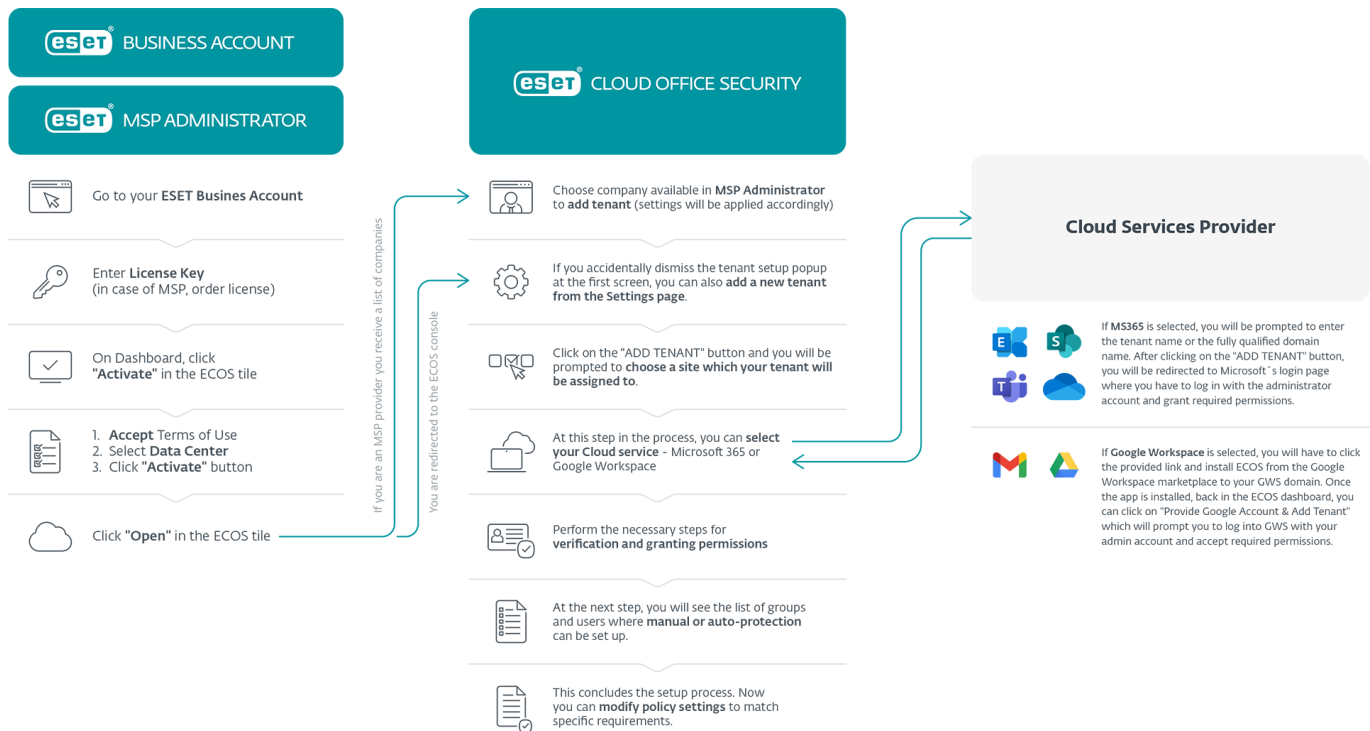 eset® BUSINESS ACCOUNT
eset® MSP ADMINISTRATOR
Go to your ESET Busines Account
Enter License Key
(in case of MSP, order license)
On Dashboard, click
"Activate" in the ECOS tile
1. Accept Terms of Use
2. Select Data Center
3. Click "Activate" button
Click "Open" in the ECOS tile
If you are an MSP provider you receive a list of companies
You are redirected to the ECOS console
eset® CLOUD OFFICE SECURITY
Choose company available in MSP Administrator
to add tenant (settings will be applied accordingly)
If you accidentally dismiss the tenant setup popup
at the first screen, you can also add a new tenant
from the Settings page.
Click on the "ADD TENANT" button and you will be
prompted to choose a site which your tenant will
be assigned to.
At this step in the process, you can select
your Cloud service - Microsoft 365 or
Google Workspace
Perform the necessary steps for
verification and granting permissions
At the next step, you will see the list of groups
and users where manual or auto-protection
can be set up.
This concludes the setup process. Now
you can modify policy settings to match
specific requirements.
Cloud Services Provider
E
S
T
If MS365 is selected, you will be prompted to enter
the tenant name or the fully qualified domain
name. After clicking on the "ADD TENANT" button,
you will be redirected to Microsoft´s login page
where you have to log in with the administrator
account and grant required permissions.
If Google Workspace is selected, you will have to click
the provided link and install ECOS from the Google
Workspace marketplace to your GWS domain. Once
the app is installed, back in the ECOS dashboard, you
can click on "Provide Google Account & Add Tenant"
which will prompt you to log into GWS with your
admin account and accept required permissions.